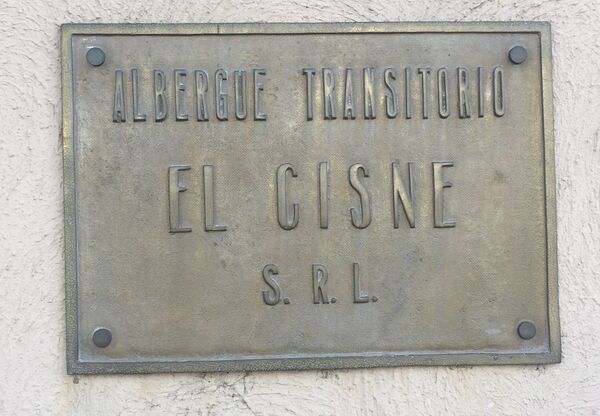 ALBERGUE TRANSITORIO
EL CISNE
S. R. L.